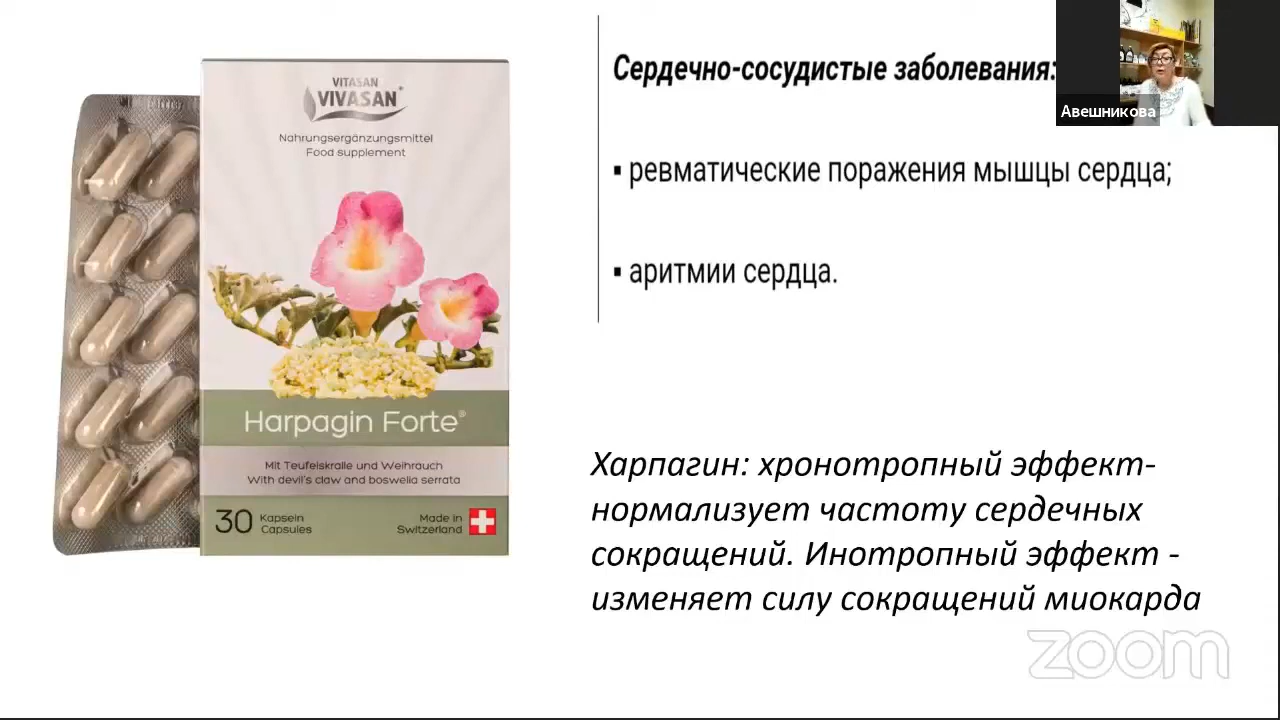 VITASAN
VIVASAN®
Nahrungsergänzungsmittel
Food supplement
Harpagin Forte®
Mit Teufelskralle und Weihrauch
With devil's claw and boswelia serrata
30 Kapseln
Capsules
Made in
Switzerland
Сердечно-сосудистые заболевания:
▪ ревматические поражения мышцы сердца;
▪ аритмии сердца.
Харпагин: хронотропный эффект-
нормализует частоту сердечных
сокращений. Инотропный эффект -
изменяет силу сокращений миокарда
Авешникова
zoom